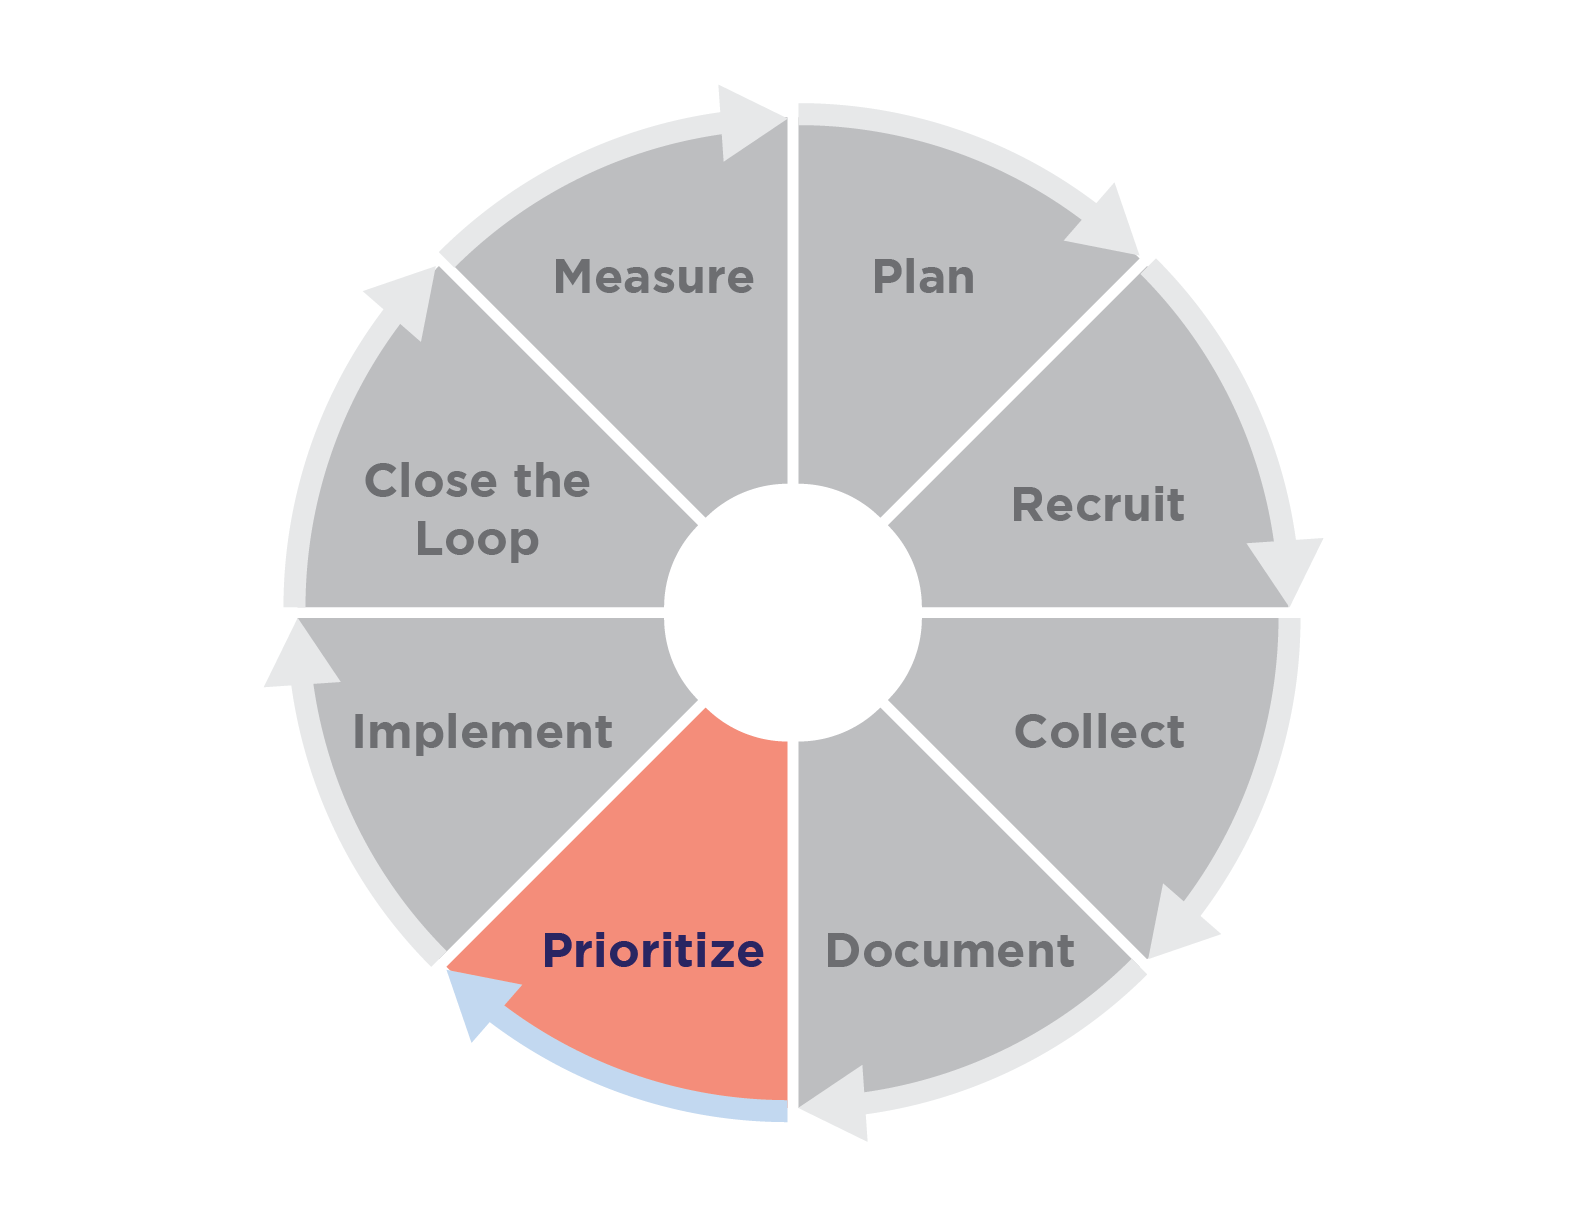 Measure
Plan
Recruit
Collect
Document
Prioritize
Implement
Close the
Loop